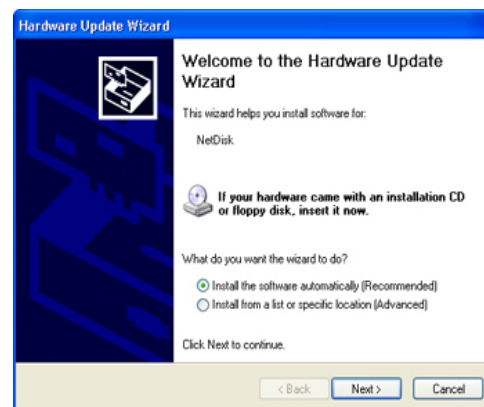 Hardware Update Wizard
Welcome to the Hardware Update
Wizard
This wizard helps you install software for:
NetDisk
If your hardware came with an installation CD
or floppy disk, insert it now.
What do you want the wizard to do?
Install the software automatically (Recommended)
Install from a list or specific location (Advanced)
Click Next to continue.
< Back
Next >
Cancel